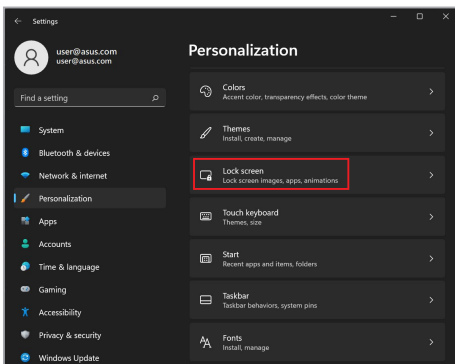 Settings
user@asus.com
user@asus.com
Find a setting
System
Bluetooth & devices
Network & internet
Personalization
Apps
Accounts
Time & language
Gaming
Accessibility
Privacy & security
Windows Update
Personalization
Colors
Accent color, transparency effects, color theme
Themes
Install, create, manage
Lock screen
Lock screen images, apps, animations
Touch keyboard
Themes, size
Start
Recent apps and items, folders
Taskbar
Taskbar behaviors, system pins
Fonts
Install, manage